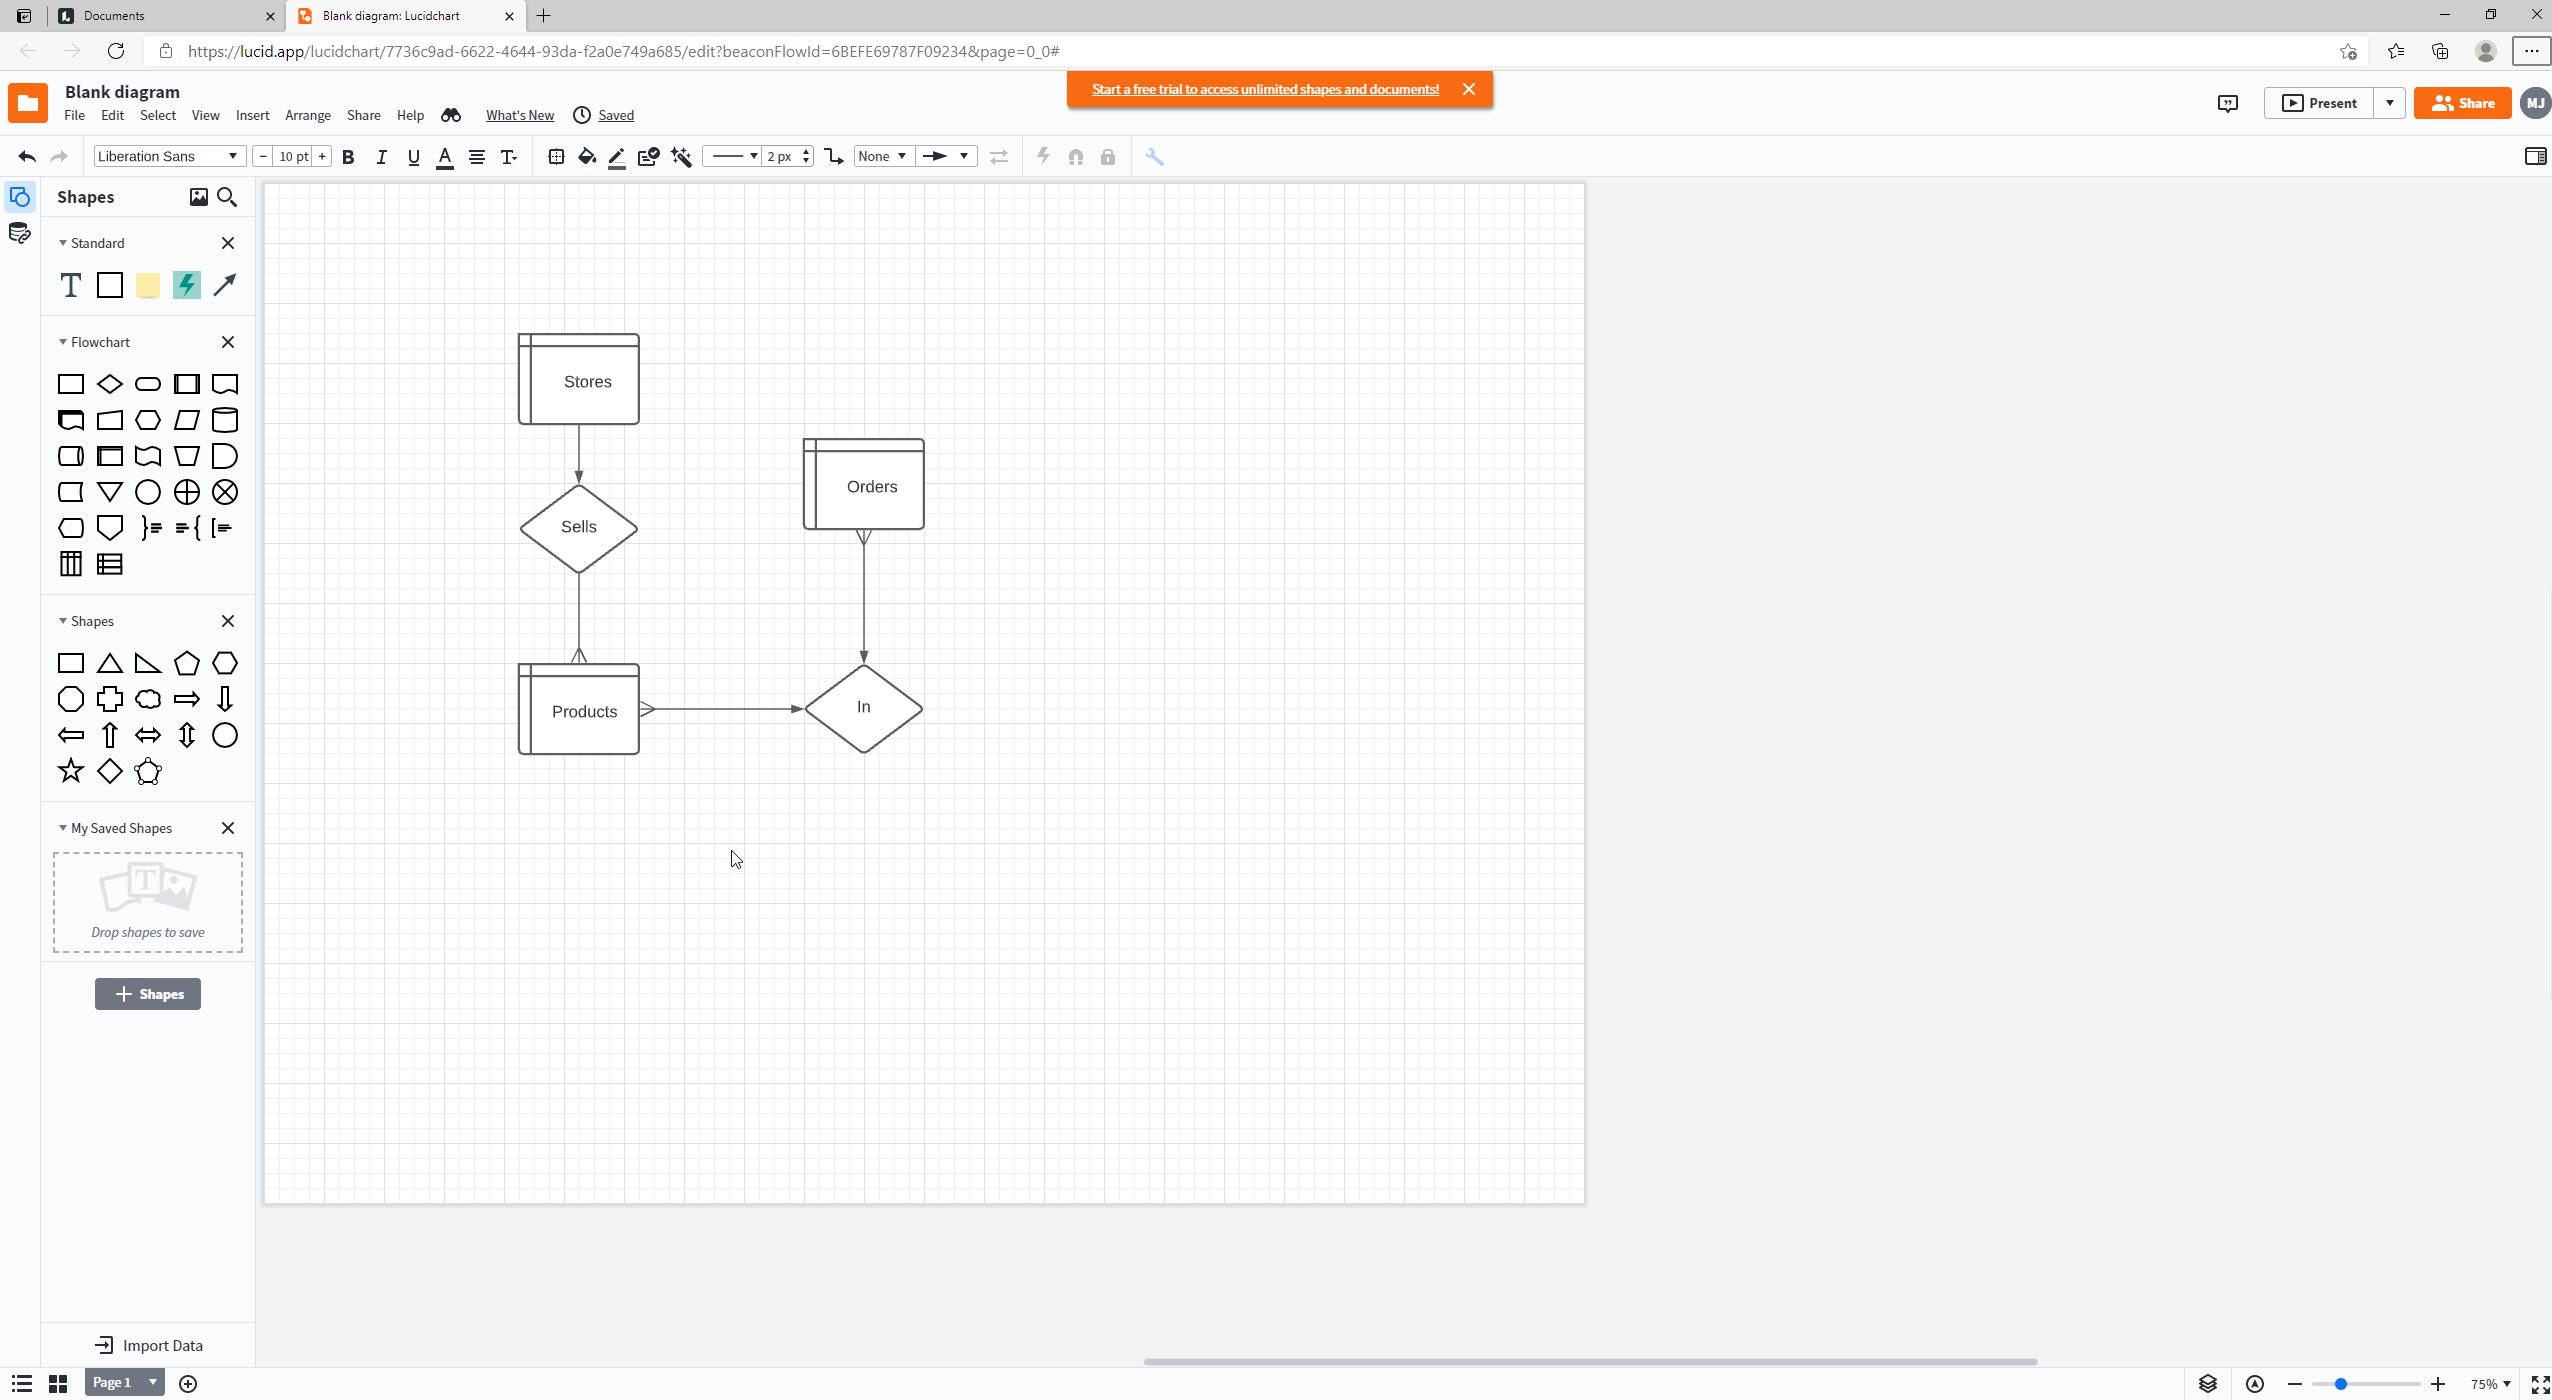 Documents
Blank diagram: Lucidchart
https://lucid.app/lucidchart/7736c9ad-6622-4644-93da-f2a0e749a685/edit?beaconFlowId=6BEFE69787F09234&page=0_0#
Start a free trial to access unlimited shapes and documents!
Blank diagram
File Edit Select View Insert Arrange Share Help What's New Saved
Present
Share
MJ
Liberation Sans
10 pt
B I U A T
2 px
None
Shapes
Standard
T
Flowchart
Shapes
My Saved Shapes
T
Drop shapes to save
+ Shapes
Import Data
Page 1
75%
Stores
Sells
Products
Orders
In